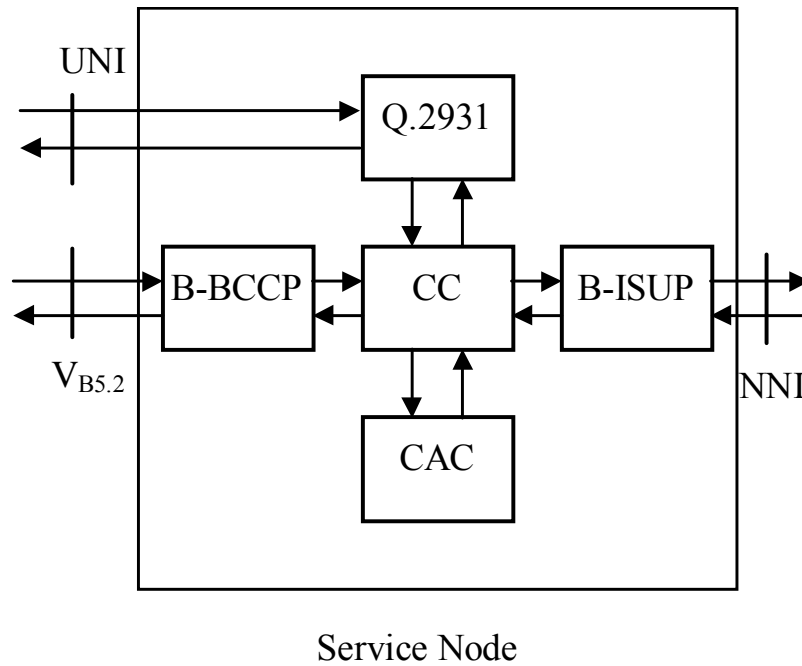 UNI
Q.2931
B-BCCP
CC
B-ISUP
VB5.2
NNI
CAC
Service Node